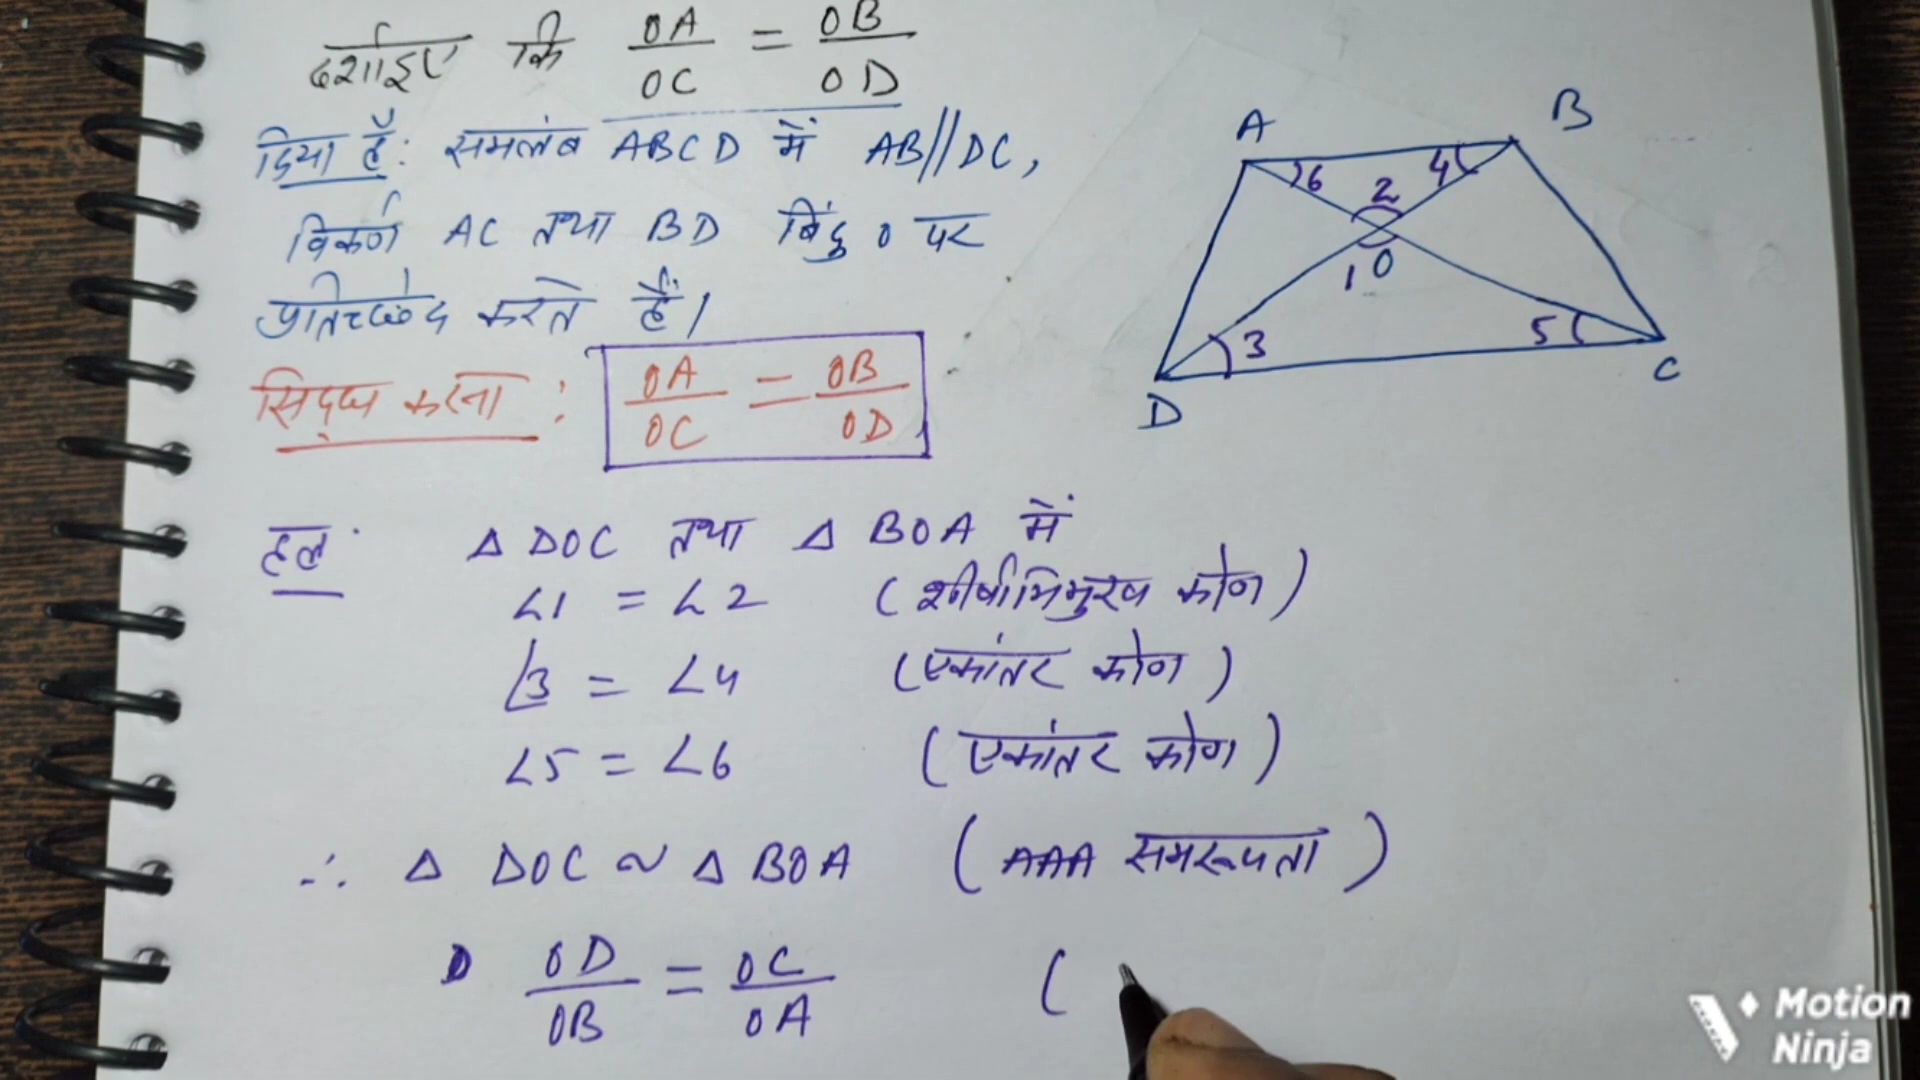 दर्शाइए कि OA/OC = OB/OD
दिया है: समलंब ABCD में AB//DC,
विकर्ण AC तथा BD बिंदु O पर
प्रतिच्छेद करते हैं।
सिद्ध करना : OA/OC = OB/OD
A B
6 2 4
1 O
3 5
D C
हल: Δ DOC तथा Δ BOA में
∠1 = ∠2 (शीर्षाभिमुख कोण)
∠3 = ∠4 (एकांतर कोण)
∠5 = ∠6 (एकांतर कोण)
∴ Δ DOC ~ Δ BOA (AAA समरूपता)
OD/OB = OC/OA (
Motion
Ninja